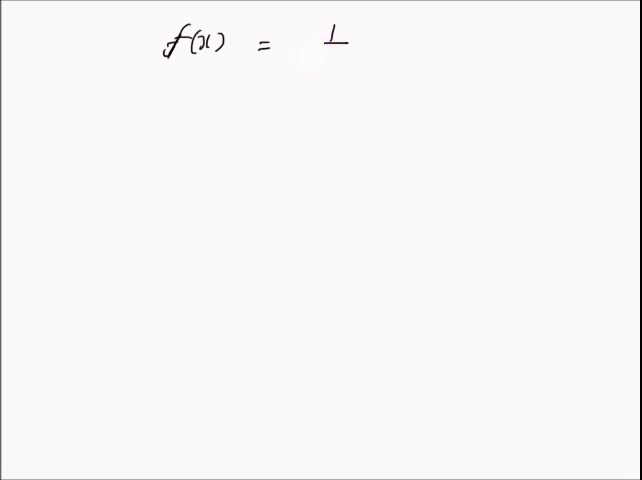 f(x) = 1/